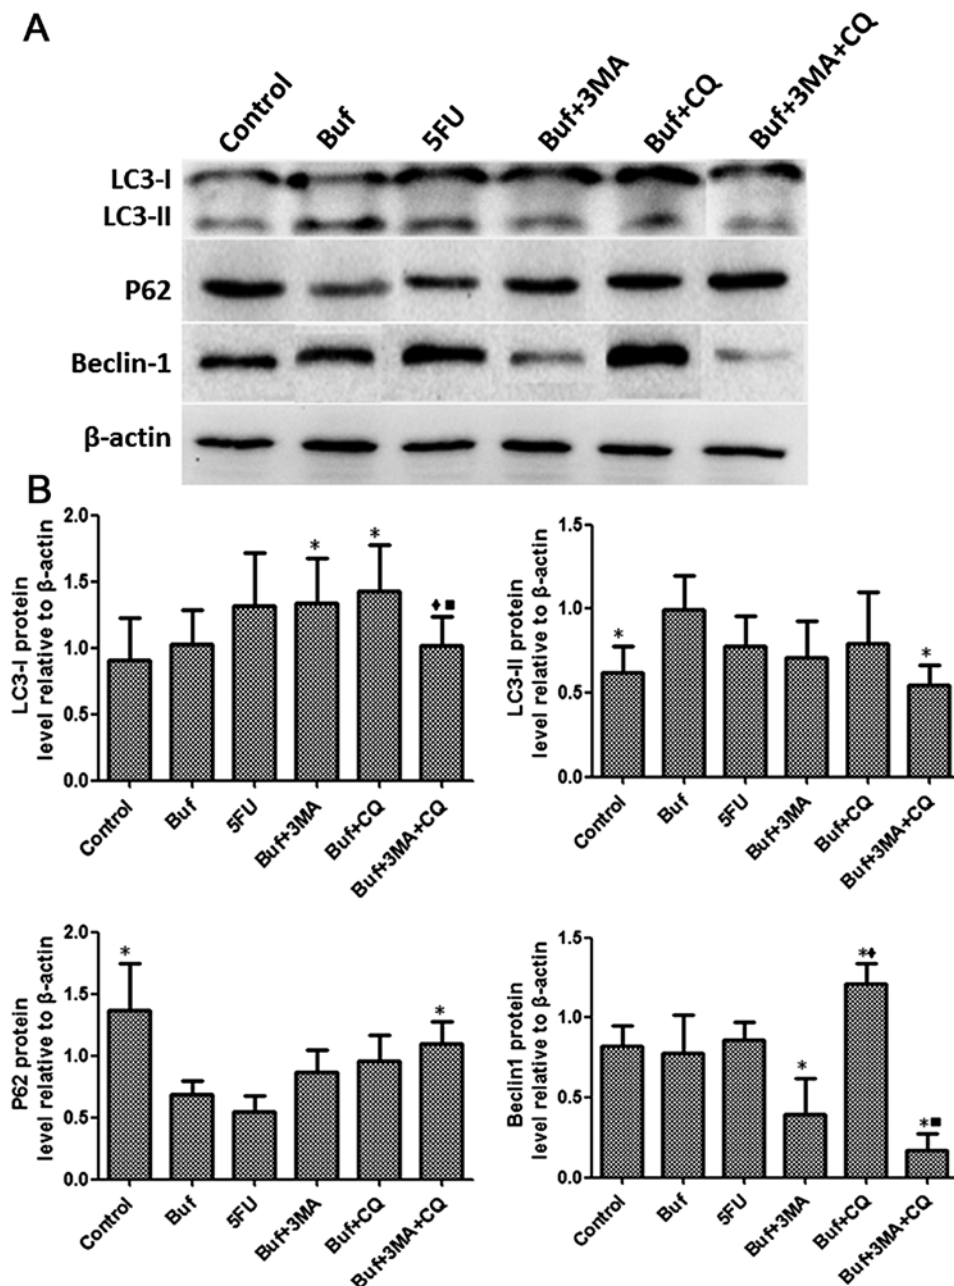 A
Control
Buf
5FU
Buf+3MA
Buf+CQ
Buf+3MA+CQ
LC3-I
LC3-II
P62
Beclin-1
β-actin
B
LC3-I protein
level relative to β-actin
2.0
1.5
1.0
0.5
0.0
*
*
♦■
Control
Buf
5FU
Buf+3MA
Buf+CQ
Buf+3MA+CQ
LC3-II protein
level relative to β-actin
1.5
1.0
0.5
0.0
*
*
Control
Buf
5FU
Buf+3MA
Buf+CQ
Buf+3MA+CQ
P62 protein
level relative to β-actin
2.0
1.5
1.0
0.5
0.0
*
*
Control
Buf
5FU
Buf+3MA
Buf+CQ
Buf+3MA+CQ
Beclin1 protein
level relative to β-actin
1.5
1.0
0.5
0.0
*
*♦
*■
Control
Buf
5FU
Buf+3MA
Buf+CQ
Buf+3MA+CQ